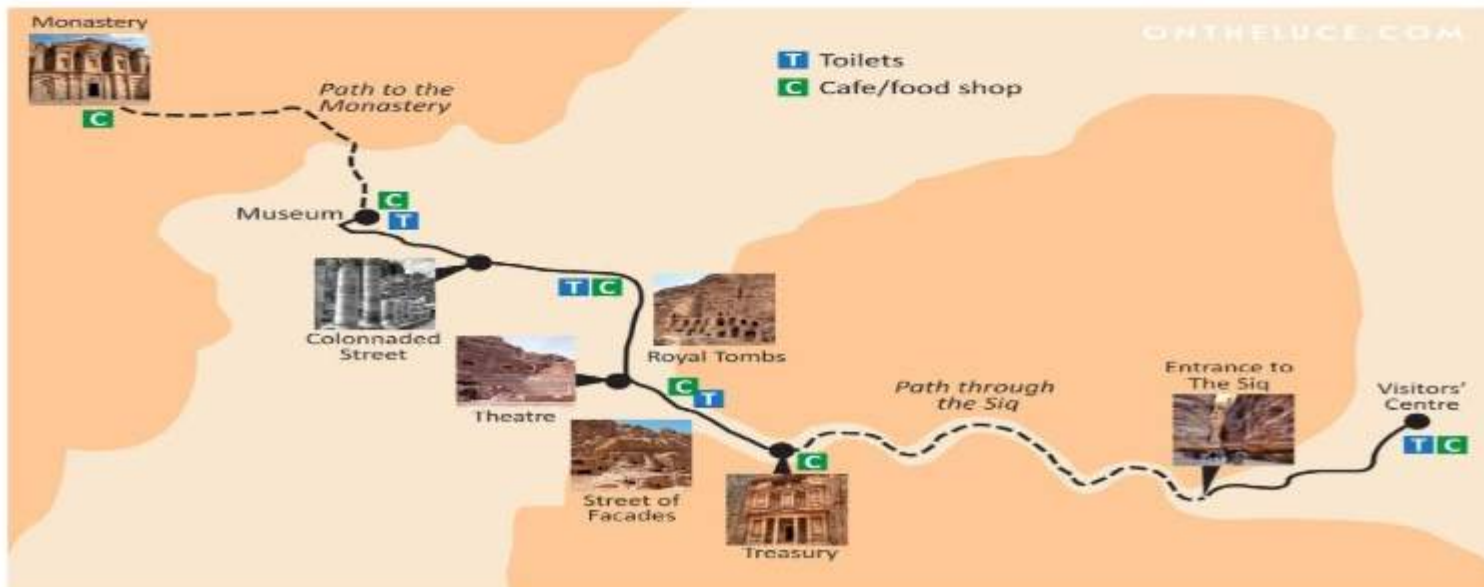 ONTHELUCE.COM
Monastery
T Toilets
C Cafe/food shop
Path to the
Monastery
C
C
Museum
T
T C
Colonnaded
Street
Royal Tombs
Theatre
C
T
Path through
the Siq
Entrance to
The Siq
Visitors'
Centre
T C
C
Street of
Facades
Treasury